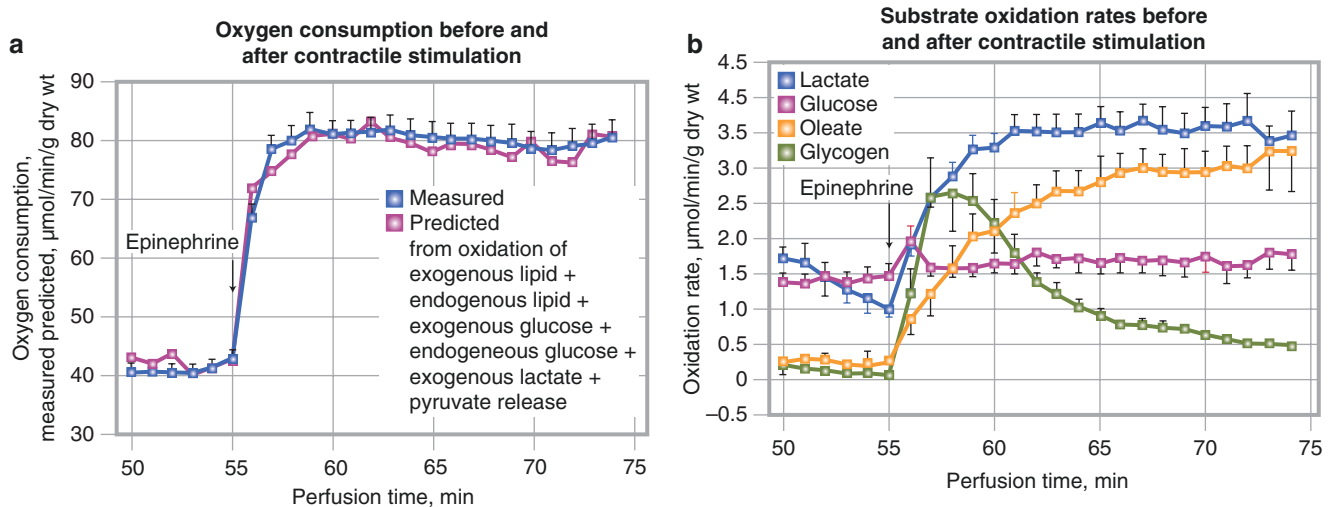 a
Oxygen consumption before and
after contractile stimulation
Oxygen consumption,
measured predicted, µmol/min/g dry wt
90
80
70
60
50
40
30
Epinephrine
Measured
Predicted
from oxidation of
exogenous lipid +
endogenous lipid +
exogenous glucose +
endogeneous glucose +
exogenous lactate +
pyruvate release
50
55
60
65
70
75
Perfusion time, min
b
Substrate oxidation rates before
and after contractile stimulation
Oxidation rate, µmol/min/g dry wt
4.5
4.5
3.5
3.5
2.5
2.0
1.5
1.0
0.5
0
–0.5
Lactate
Glucose
Oleate
Glycogen
Epinephrine
50
55
60
65
70
75
Perfusion time, min